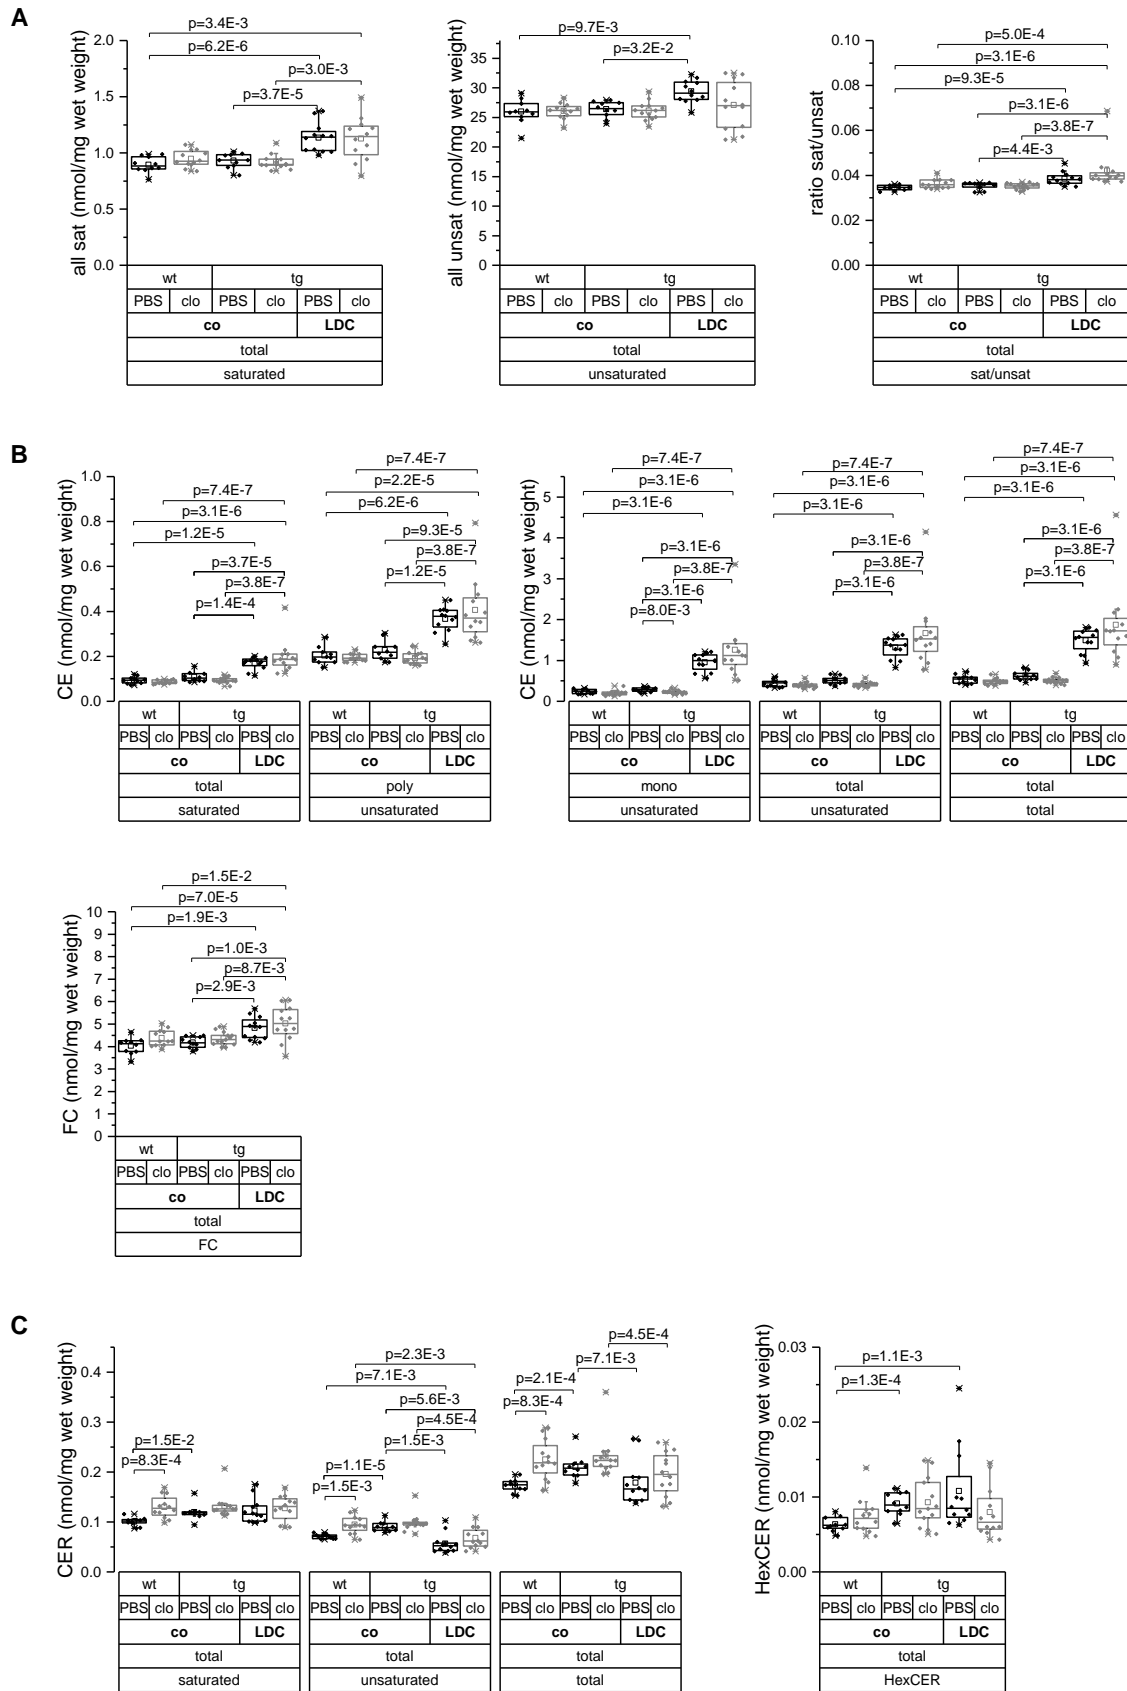 A
p=3.4E-3
p=6.2E-6
p=3.0E-3
p=3.7E-5
all sat (nmol/mg wet weight)
2.0
1.5
1.0
0.5
0.0
wt tg
PBS clo PBS clo PBS clo
co LDC
total
saturated
p=9.7E-3
p=3.2E-2
all unsat (nmol/mg wet weight)
35
30
25
20
15
10
5
0
wt tg
PBS clo PBS clo PBS clo
co LDC
total
unsaturated
p=5.0E-4
p=3.1E-6
p=9.3E-5
p=3.1E-6
p=3.8E-7
p=4.4E-3
ratio sat/unsat
0.10
0.08
0.06
0.04
0.02
0.00
wt tg
PBS clo PBS clo PBS clo
co LDC
total
sat/unsat
B
CE (nmol/mg wet weight)
1.0
0.8
0.6
0.4
0.2
0.0
p=7.4E-7
p=3.1E-6
p=1.2E-5
p=3.7E-5
p=3.8E-7
p=1.4E-4
wt tg
PBS clo PBS clo PBS clo
co LDC
total
saturated
p=7.4E-7
p=2.2E-5
p=6.2E-6
p=9.3E-5
p=3.8E-7
p=1.2E-5
wt tg
PBS clo PBS clo PBS clo
co LDC
poly
unsaturated
CE (nmol/mg wet weight)
5
4
3
2
1
0
p=7.4E-7
p=3.1E-6
p=3.1E-6
p=3.1E-6
p=3.8E-7
p=3.1E-6
p=8.0E-3
wt tg
PBS clo PBS clo PBS clo
co LDC
mono
unsaturated
p=7.4E-7
p=3.1E-6
p=3.1E-6
p=3.1E-6
p=3.8E-7
p=3.1E-6
wt tg
PBS clo PBS clo PBS clo
co LDC
total
unsaturated
p=7.4E-7
p=3.1E-6
p=3.1E-6
p=3.1E-6
p=3.8E-7
p=3.1E-6
wt tg
PBS clo PBS clo PBS clo
co LDC
total
total
p=1.5E-2
p=7.0E-5
p=1.9E-3
p=1.0E-3
p=8.7E-3
p=2.9E-3
FC (nmol/mg wet weight)
10
9
8
7
6
5
4
3
2
1
0
wt tg
PBS clo PBS clo PBS clo
co LDC
total
FC
C
CER (nmol/mg wet weight)
0.4
0.3
0.2
0.1
0.0
p=1.5E-2
p=8.3E-4
wt tg
PBS clo PBS clo PBS clo
co LDC
total
saturated
p=2.3E-3
p=7.1E-3
p=5.6E-3
p=4.5E-4
p=1.5E-3
p=1.1E-5
p=1.5E-3
wt tg
PBS clo PBS clo PBS clo
co LDC
total
unsaturated
p=4.5E-4
p=7.1E-3
p=2.1E-4
p=8.3E-4
wt tg
PBS clo PBS clo PBS clo
co LDC
total
total
HexCER (nmol/mg wet weight)
0.03
0.02
0.01
0.00
p=1.1E-3
p=1.3E-4
wt tg
PBS clo PBS clo PBS clo
co LDC
total
HexCER